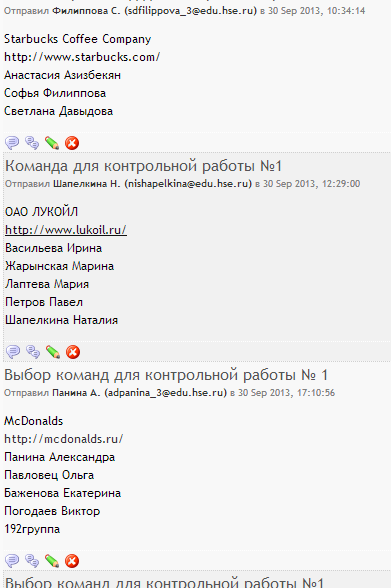 Отправил Филиппова С. (sdfilippova_3@edu.hse.ru) в 30 Sep 2013, 10:34:14
Starbucks Coffee Company
http://www.starbucks.com/
Анастасия Азизбекян
Софья Филиппова
Светлана Давыдова
Команда для контрольной работы №1
Отправил Шапелкина Н. (nishapelkina@edu.hse.ru) в 30 Sep 2013, 12:29:00
ОАО ЛУКОЙЛ
http://www.lukoil.ru/
Васильева Ирина
Жарынская Марина
Лаптева Мария
Петров Павел
Шапелкина Наталия
Выбор команд для контрольной работы № 1
Отправил Панина А. (adpanina_3@edu.hse.ru) в 30 Sep 2013, 17:10:56
McDonalds
http://mcdonalds.ru/
Панина Александра
Павловец Ольга
Баженова Екатерина
Погодаев Виктор
192группа
Выбор команд для контрольной работы №1